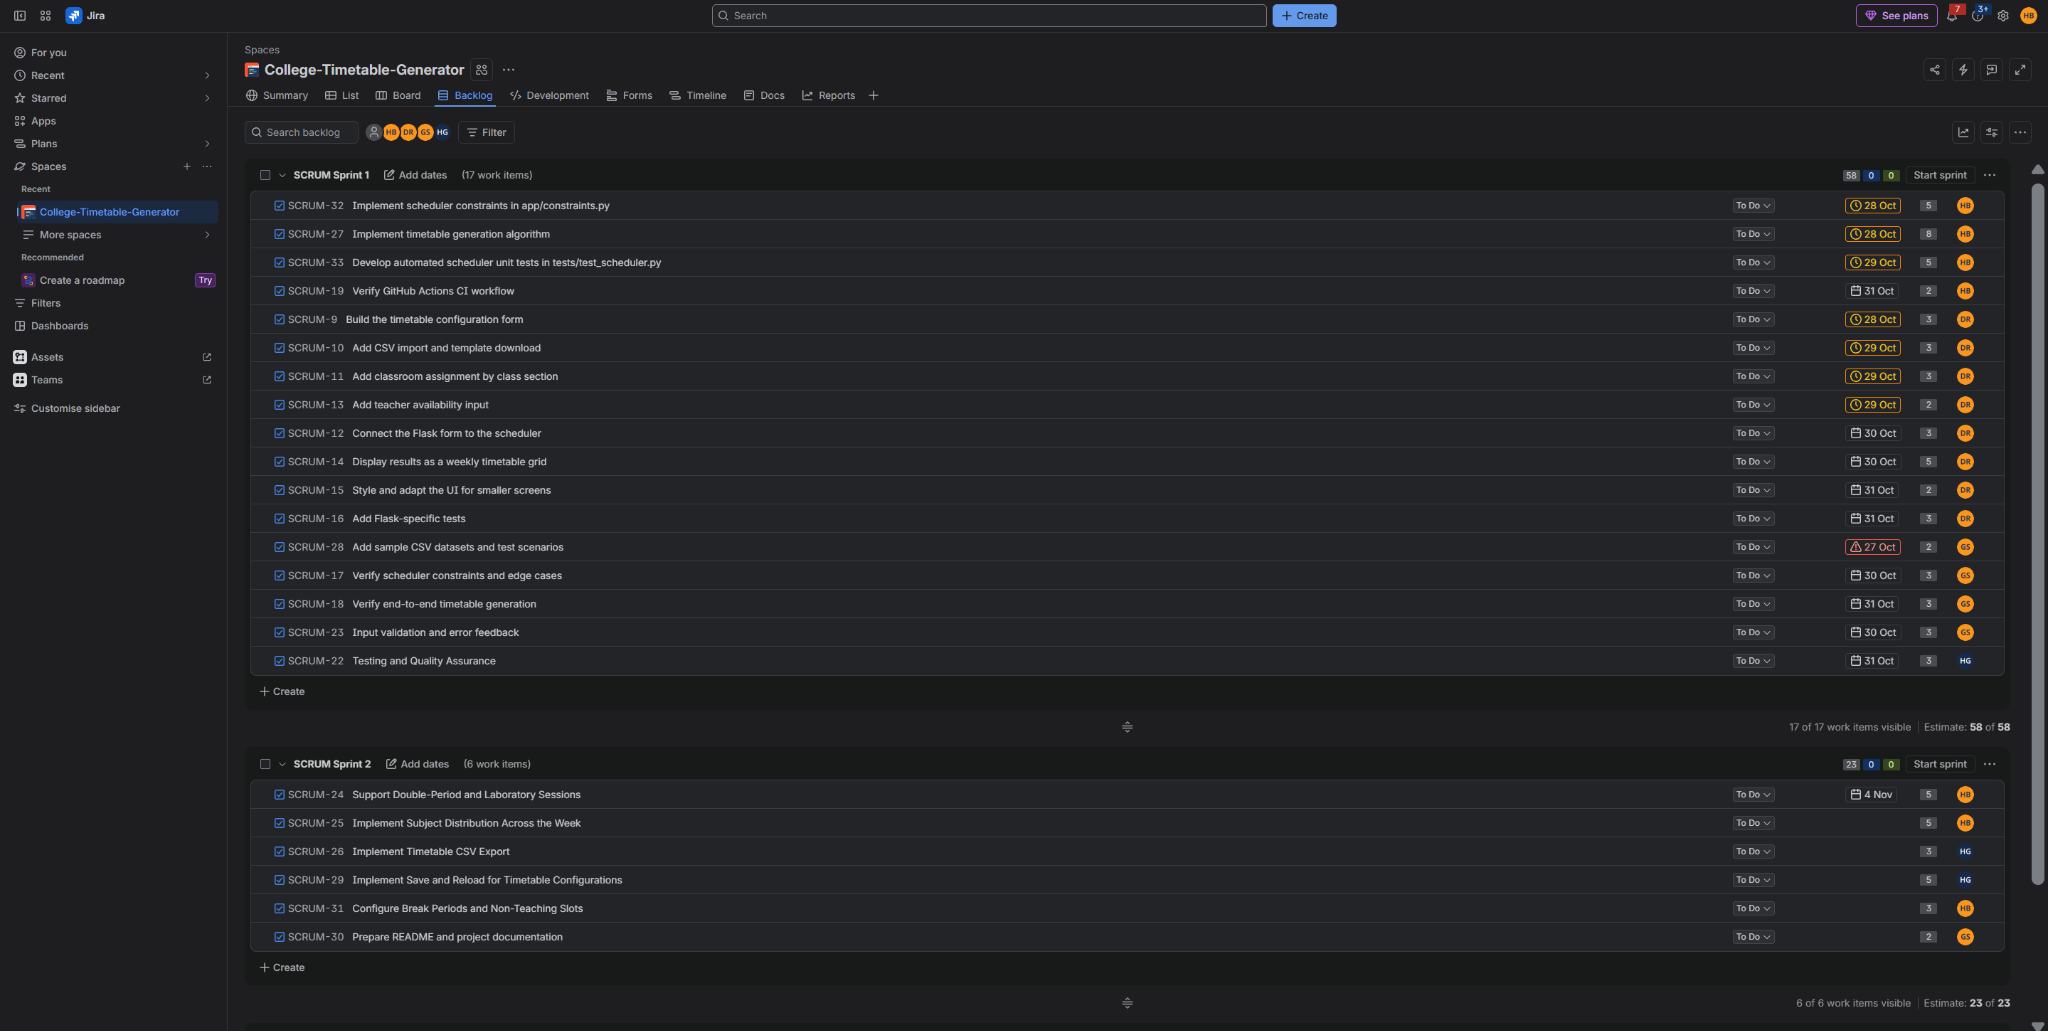 Jira
Search
+ Create
See plans
7
3+
HB
For you
Recent
Starred
Apps
Plans
Spaces
Recent
College-Timetable-Generator
More spaces
Recommended
Create a roadmap Try
Filters
Dashboards
Assets
Teams
Customise sidebar
Spaces
College-Timetable-Generator
Summary List Board Backlog Development Forms Timeline Docs Reports
Search backlog HB DR GS HG Filter
SCRUM Sprint 1 Add dates (17 work items) 58 0 0 Start sprint
SCRUM-32 Implement scheduler constraints in app/constraints.py To Do 28 Oct 5 HB
SCRUM-27 Implement timetable generation algorithm To Do 28 Oct 8 HB
SCRUM-33 Develop automated scheduler unit tests in tests/test_scheduler.py To Do 29 Oct 5 HB
SCRUM-19 Verify GitHub Actions CI workflow To Do 31 Oct 2 HB
SCRUM-9 Build the timetable configuration form To Do 28 Oct 3 DR
SCRUM-10 Add CSV import and template download To Do 29 Oct 3 DR
SCRUM-11 Add classroom assignment by class section To Do 29 Oct 3 DR
SCRUM-13 Add teacher availability input To Do 29 Oct 2 DR
SCRUM-12 Connect the Flask form to the scheduler To Do 30 Oct 3 DR
SCRUM-14 Display results as a weekly timetable grid To Do 30 Oct 5 DR
SCRUM-15 Style and adapt the UI for smaller screens To Do 31 Oct 2 DR
SCRUM-16 Add Flask-specific tests To Do 31 Oct 3 DR
SCRUM-28 Add sample CSV datasets and test scenarios To Do 27 Oct 2 GS
SCRUM-17 Verify scheduler constraints and edge cases To Do 30 Oct 3 GS
SCRUM-18 Verify end-to-end timetable generation To Do 31 Oct 3 GS
SCRUM-23 Input validation and error feedback To Do 30 Oct 3 GS
SCRUM-22 Testing and Quality Assurance To Do 31 Oct 3 HG
+ Create
17 of 17 work items visible Estimate: 58 of 58
SCRUM Sprint 2 Add dates (6 work items) 23 0 0 Start sprint
SCRUM-24 Support Double-Period and Laboratory Sessions To Do 4 Nov 5 HB
SCRUM-25 Implement Subject Distribution Across the Week To Do 5 HB
SCRUM-26 Implement Timetable CSV Export To Do 3 HG
SCRUM-29 Implement Save and Reload for Timetable Configurations To Do 5 HG
SCRUM-31 Configure Break Periods and Non-Teaching Slots To Do 3 HB
SCRUM-30 Prepare README and project documentation To Do 2 GS
+ Create
6 of 6 work items visible Estimate: 23 of 23